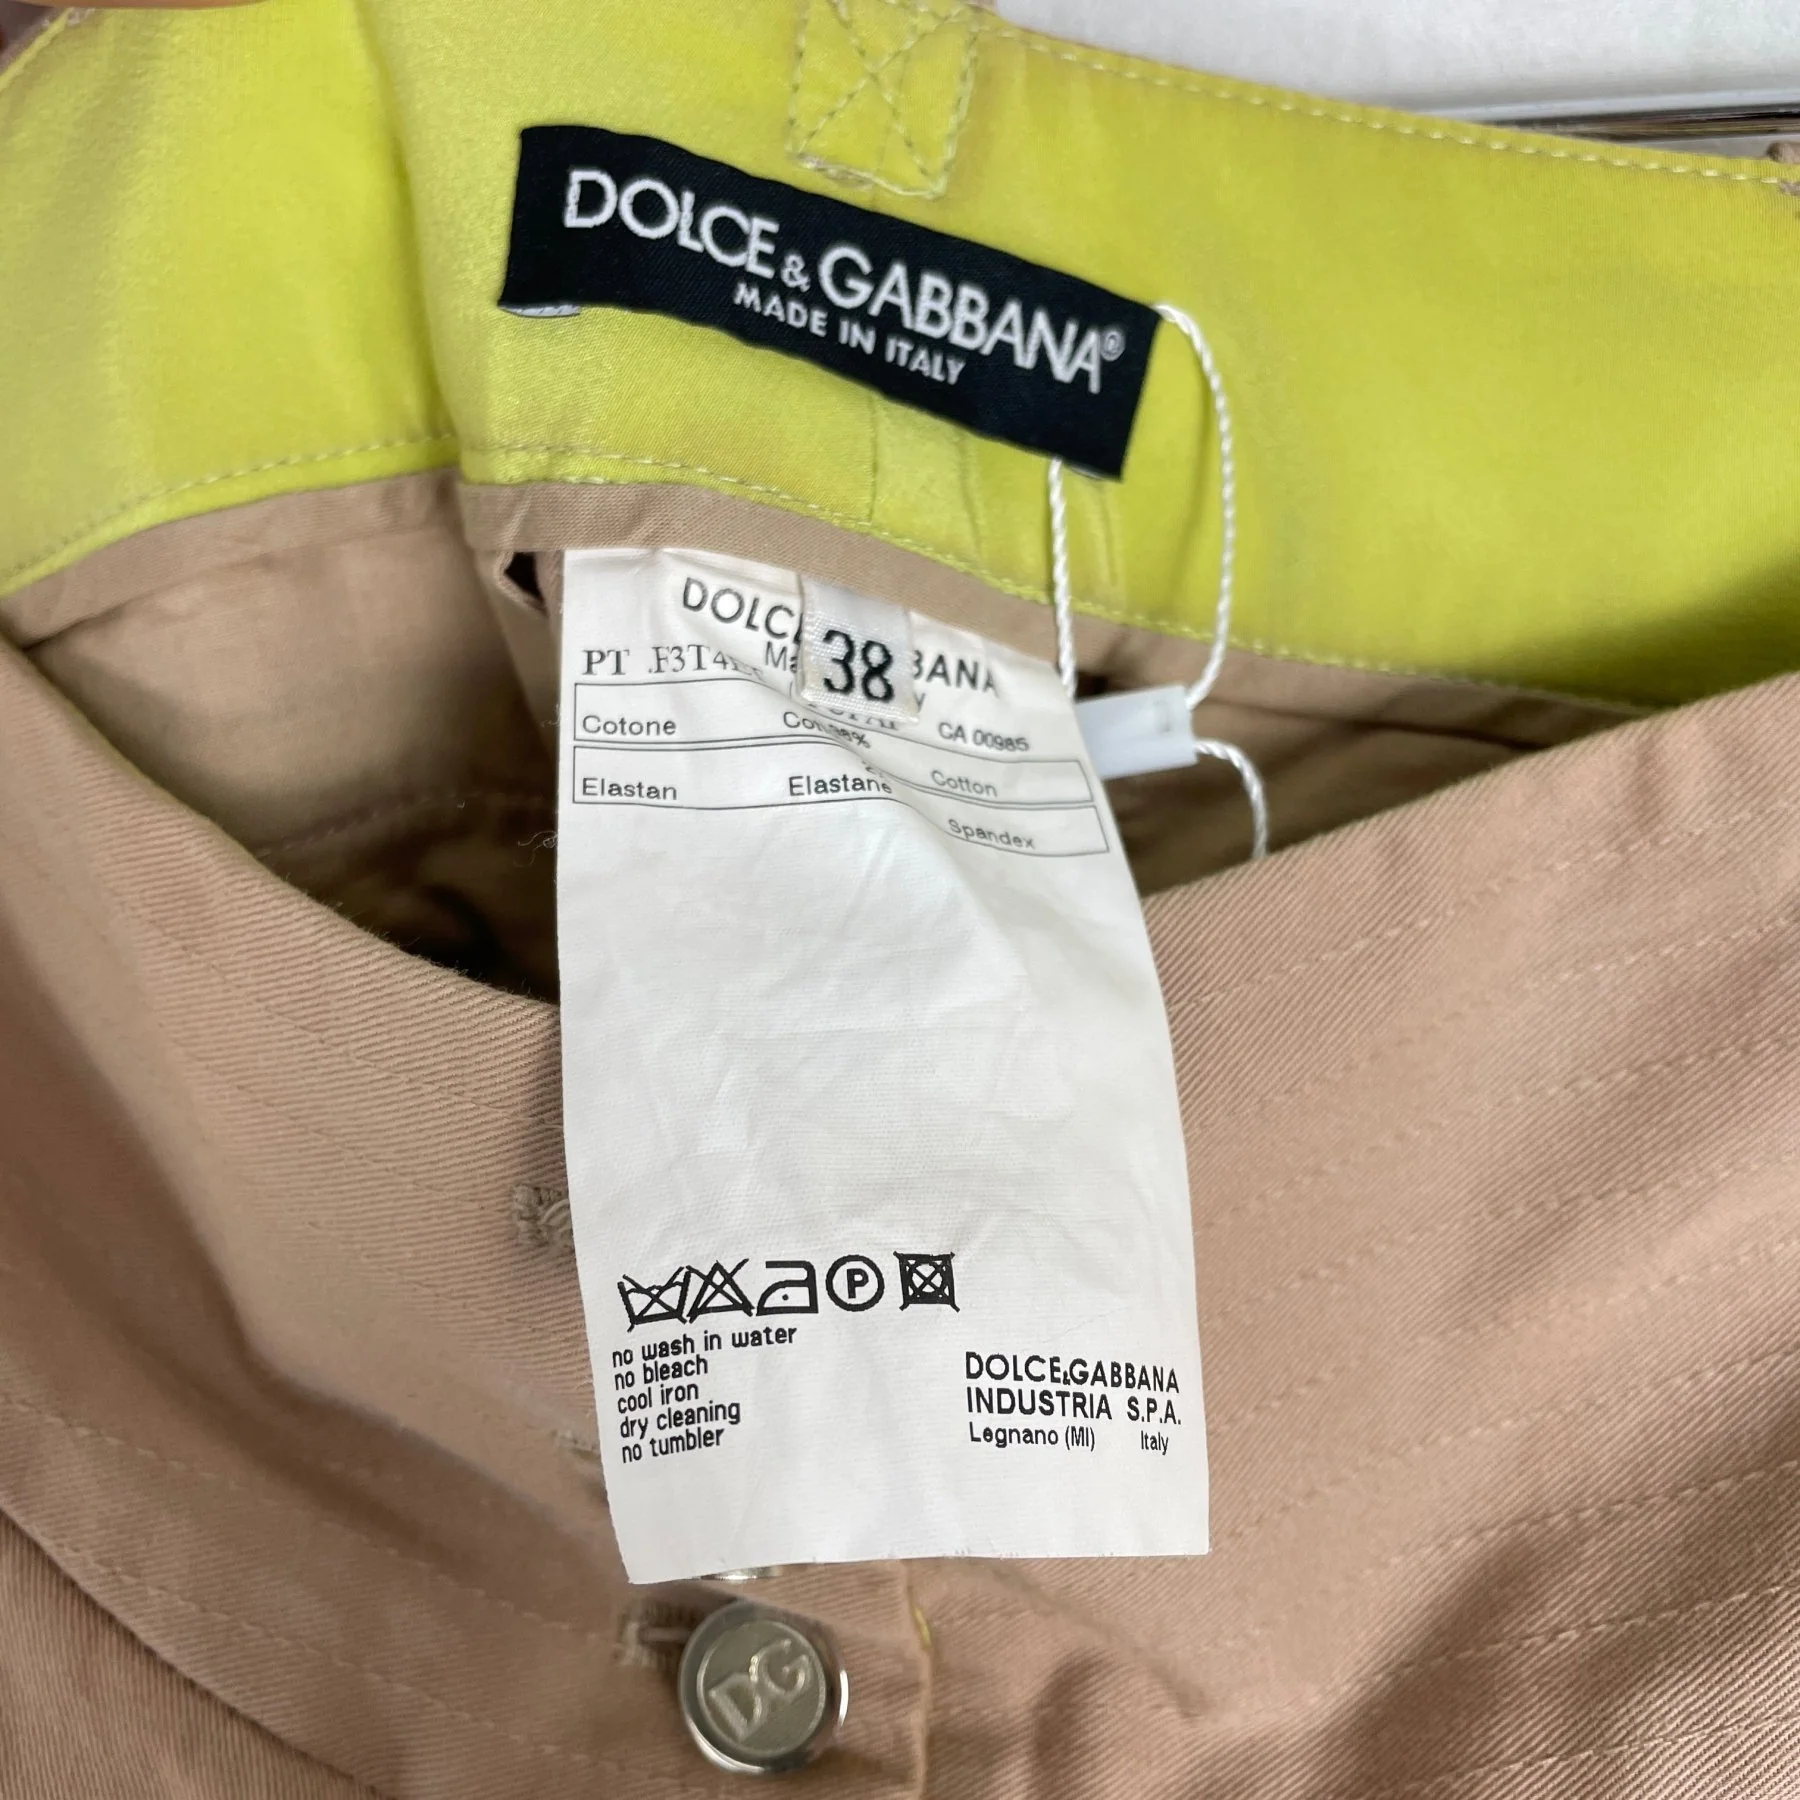 DOLCE&GABBANA®
MADE IN ITALY
38
PT
CA 00985
Cotone Cotton
Elastan Elastane Spandex
P
no wash in water
no bleach
cool iron
dry cleaning
no tumbler
DOLCE&GABBANA
INDUSTRIA S.P.A.
Legnano (MI) Italy
DG